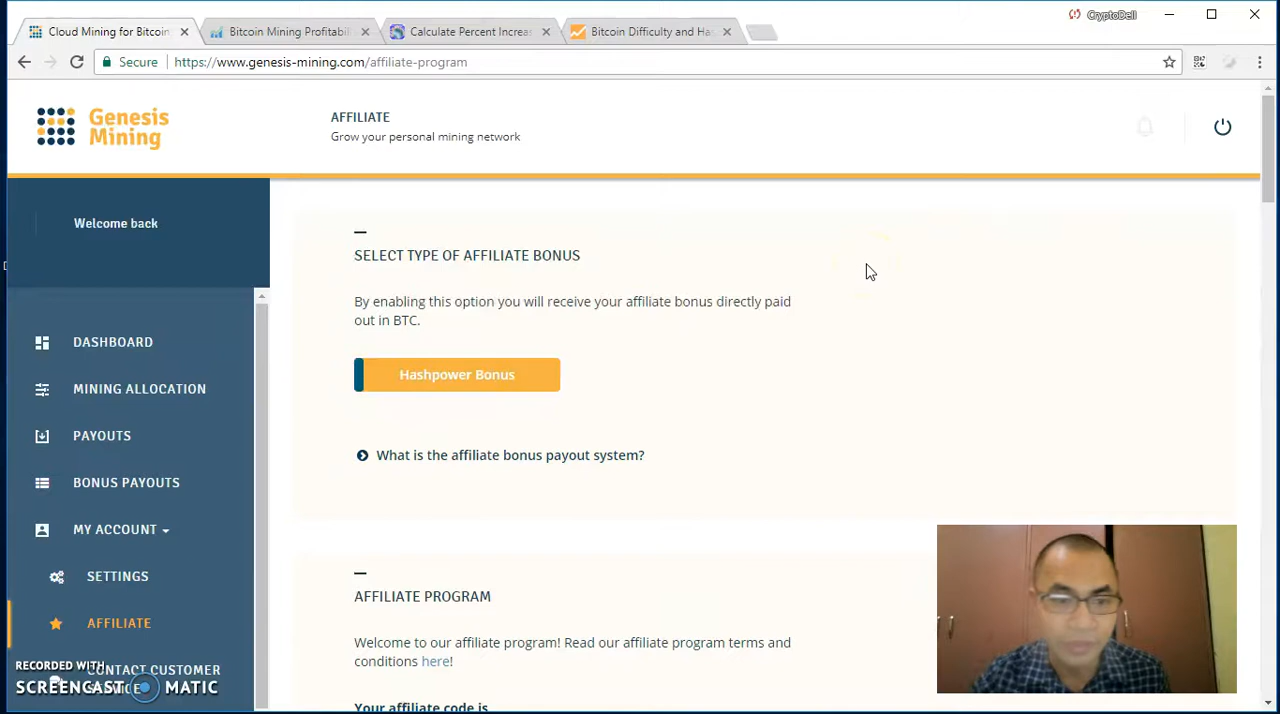 CryptoDell
Cloud Mining for Bitcoin
Bitcoin Mining Profitabili
Calculate Percent Increas
Bitcoin Difficulty and Ha
Secure
https://www.genesis-mining.com/affiliate-program
Genesis
Mining
AFFILIATE
Grow your personal mining network
Welcome back
DASHBOARD
MINING ALLOCATION
PAYOUTS
BONUS PAYOUTS
MY ACCOUNT
SETTINGS
AFFILIATE
CONTACT CUSTOMER
SELECT TYPE OF AFFILIATE BONUS
By enabling this option you will receive your affiliate bonus directly paid
out in BTC.
Hashpower Bonus
What is the affiliate bonus payout system?
AFFILIATE PROGRAM
Welcome to our affiliate program! Read our affiliate program terms and
conditions here!
Your affiliate code is
RECORDED WITH
SCREENCAST MATIC